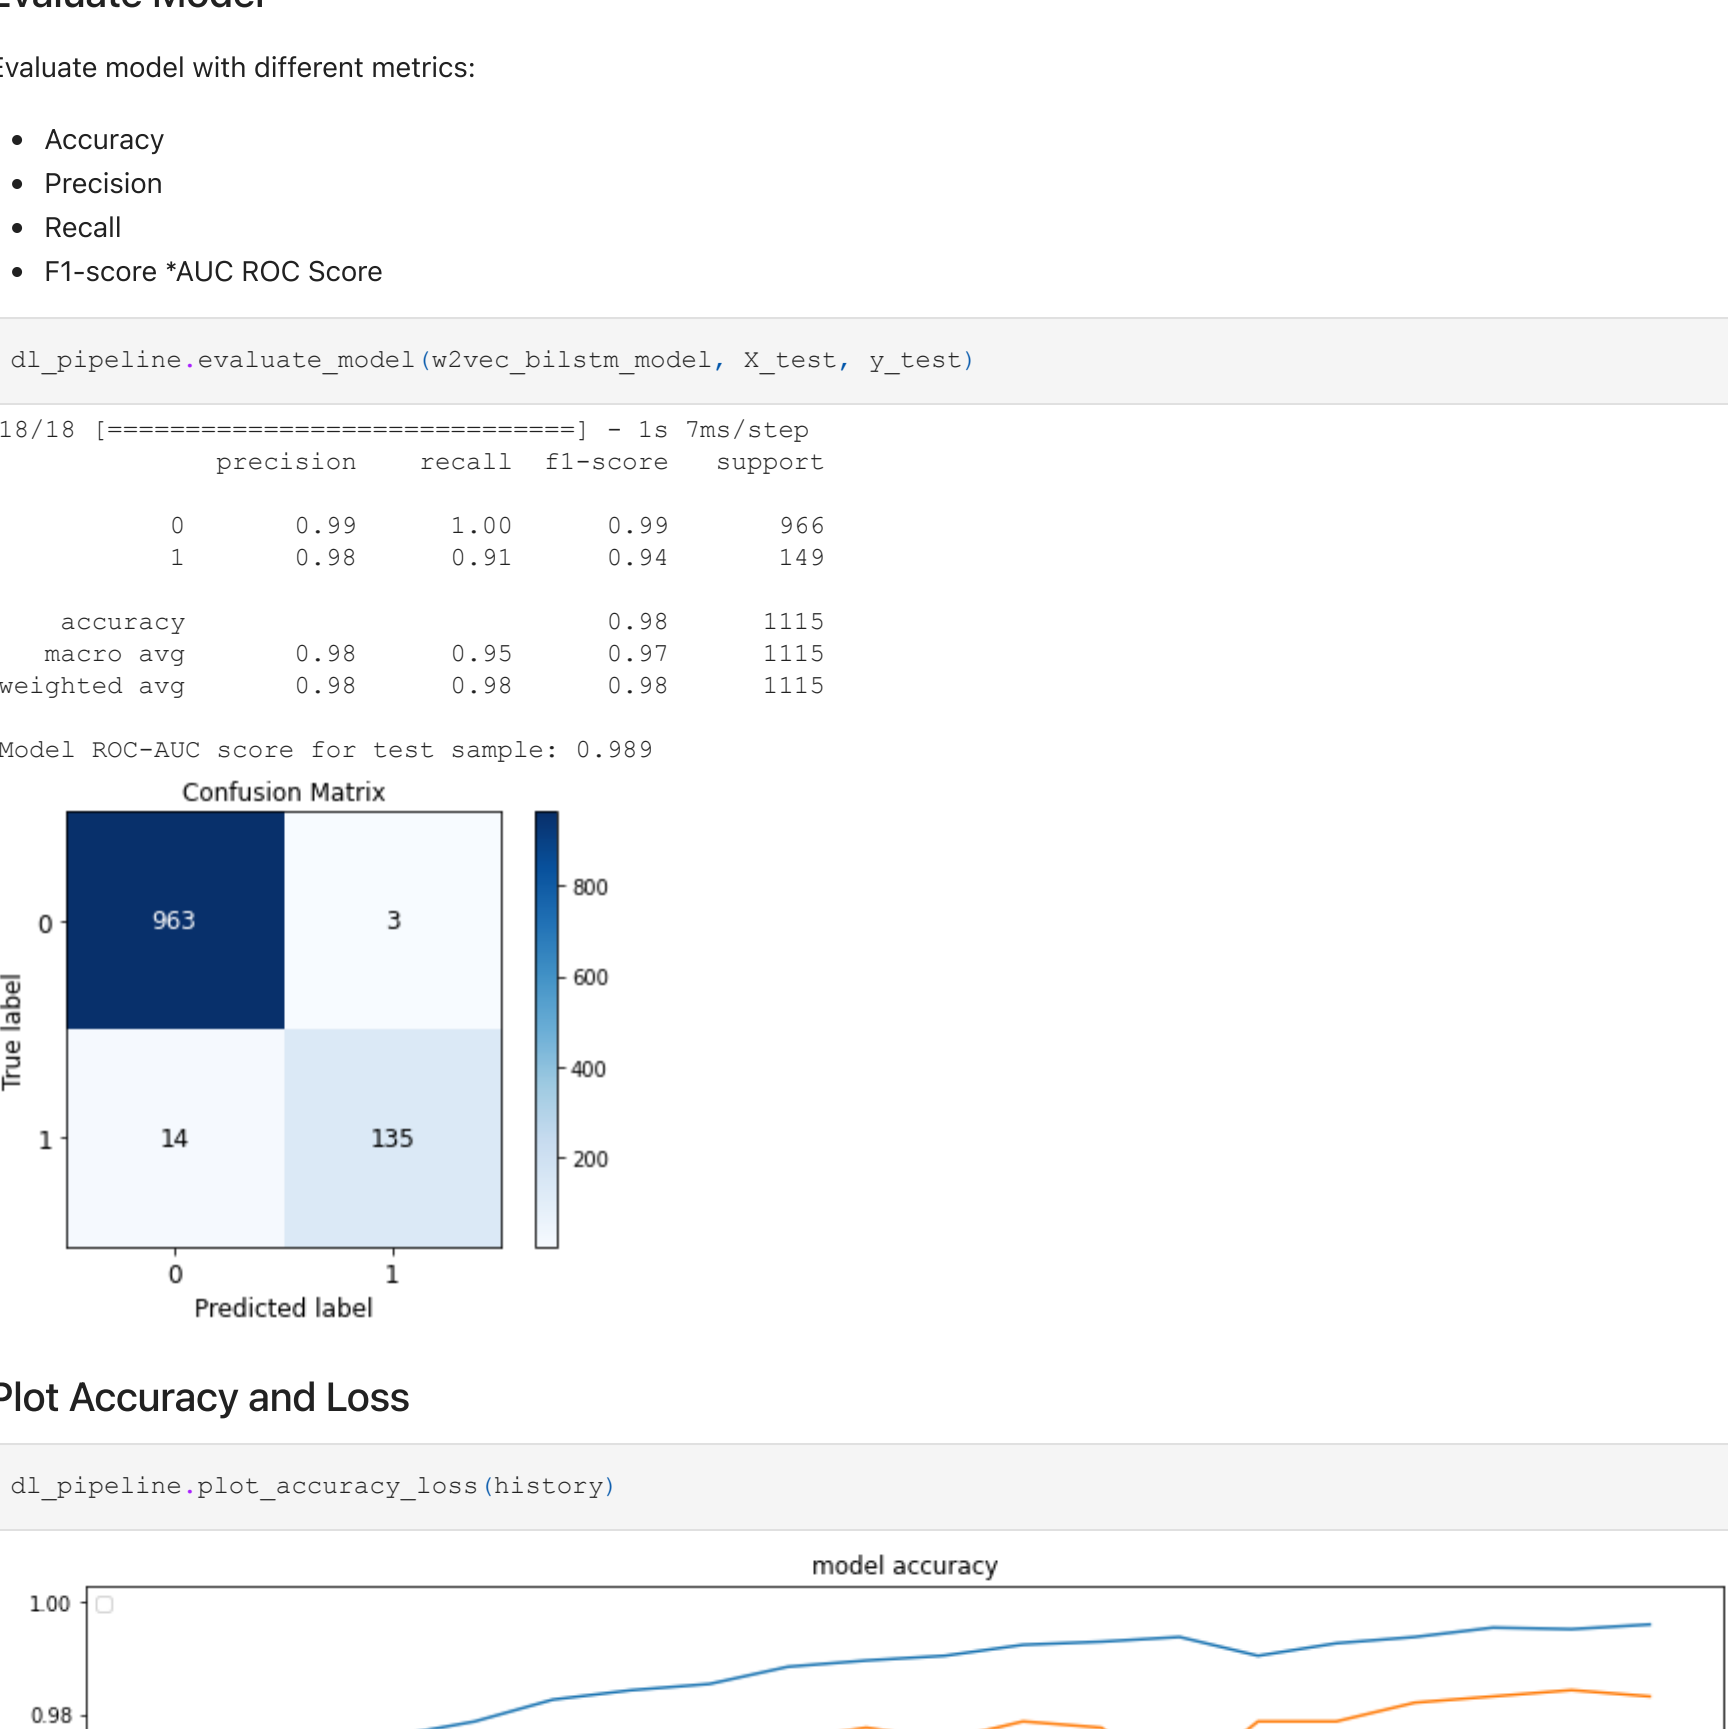 Evaluate Model
Evaluate model with different metrics:
Accuracy
Precision
Recall
F1-score *AUC ROC Score
dl_pipeline.evaluate_model(w2vec_bilstm_model, X_test, y_test)
18/18 [==============================] - 1s 7ms/step
precision recall f1-score support
0 0.99 1.00 0.99 966
1 0.98 0.91 0.94 149
accuracy 0.98 1115
macro avg 0.98 0.95 0.97 1115
weighted avg 0.98 0.98 0.98 1115
Model ROC-AUC score for test sample: 0.989
Confusion Matrix
963 3
14 135
0
1
True label
0 1
Predicted label
800
600
400
200
Plot Accuracy and Loss
dl_pipeline.plot_accuracy_loss(history)
model accuracy
1.00
0.98